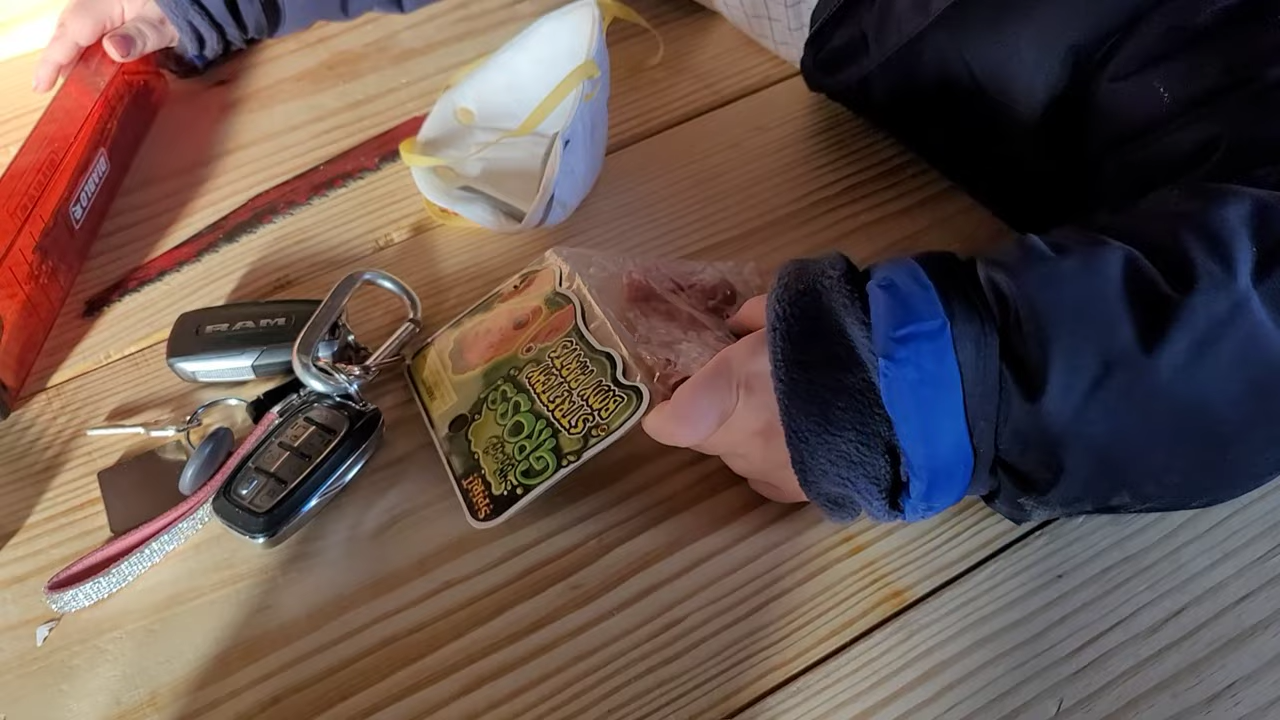 DIABLO
RAM
SPIRIT
GROSS
STRETCHY
BODY PARTS